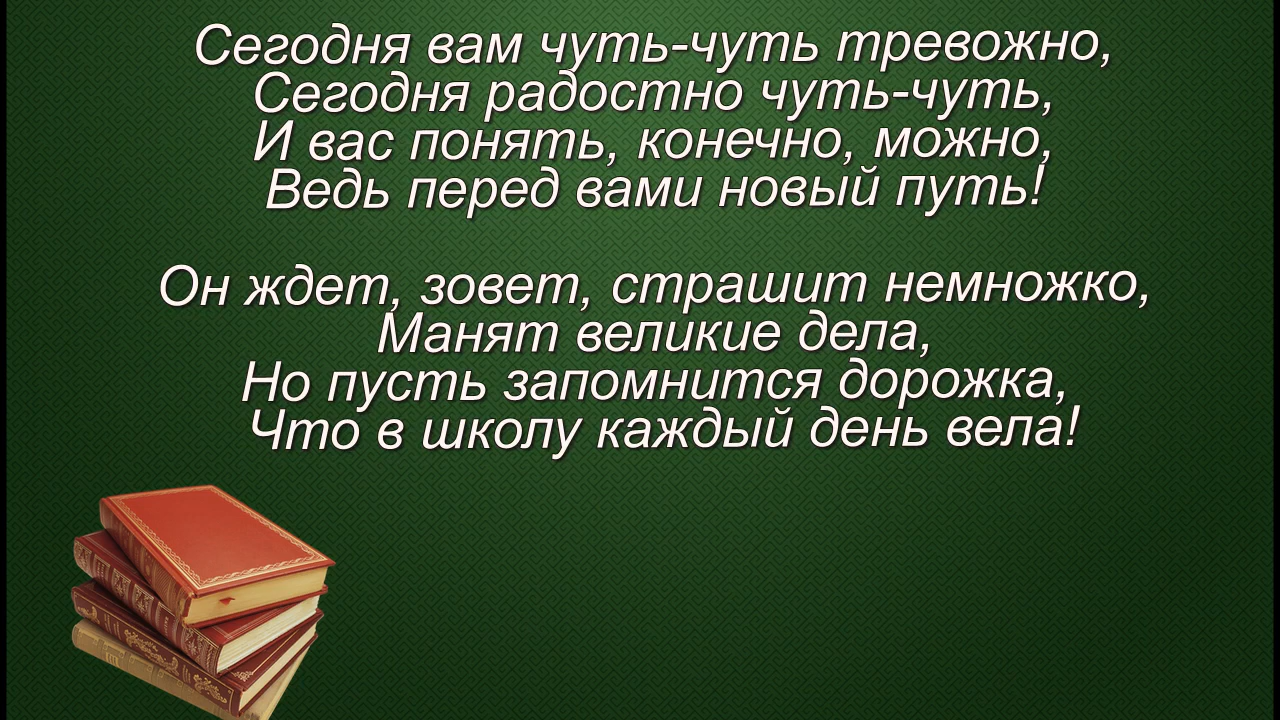 Сегодня вам чуть-чуть тревожно,
Сегодня радостно чуть-чуть,
И вас понять, конечно, можно,
Ведь перед вами новый путь!
Он ждет, зовет, страшит немножко,
Манят великие дела,
Но пусть запомнится дорожка,
Что в школу каждый день вела!